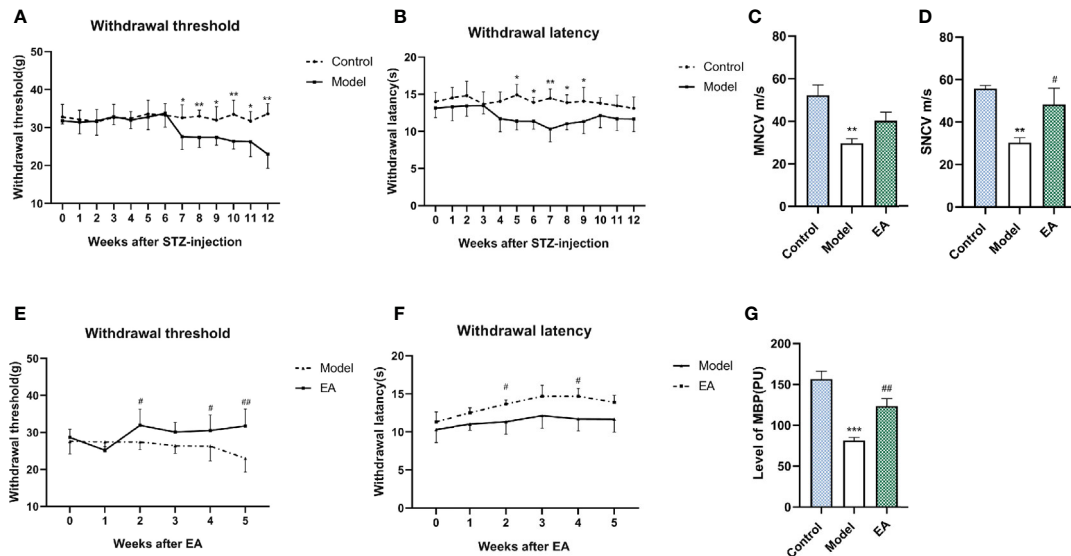 A
Withdrawal threshold
Withdrawal threshold(g)
50
40
30
20
10
* ** * ** * **
0 1 2 3 4 5 6 7 8 9 10 11 12
Weeks after STZ-injection
Control
Model
B
Withdrawal latency
Withdrawal latancy(s)
20
15
10
5
0
* * ** * *
0 1 2 3 4 5 6 7 8 9 10 11 12
Weeks after STZ-injection
Control
Model
C
MNCV m/s
80
60
40
20
0
**
Control
Model
EA
D
SNCV m/s
80
60
40
20
0
**
#
Control
Model
EA
E
Withdrawal threshold
Withdrawal threshold(g)
50
40
30
20
10
# # ##
0 1 2 3 4 5
Weeks after EA
Model
EA
F
Withdrawal latency
Withdrawal latancy(s)
20
15
10
5
0
# #
0 1 2 3 4 5
Weeks after EA
Model
EA
G
Level of MBP(PU)
200
150
100
50
0
***
##
Control
Model
EA